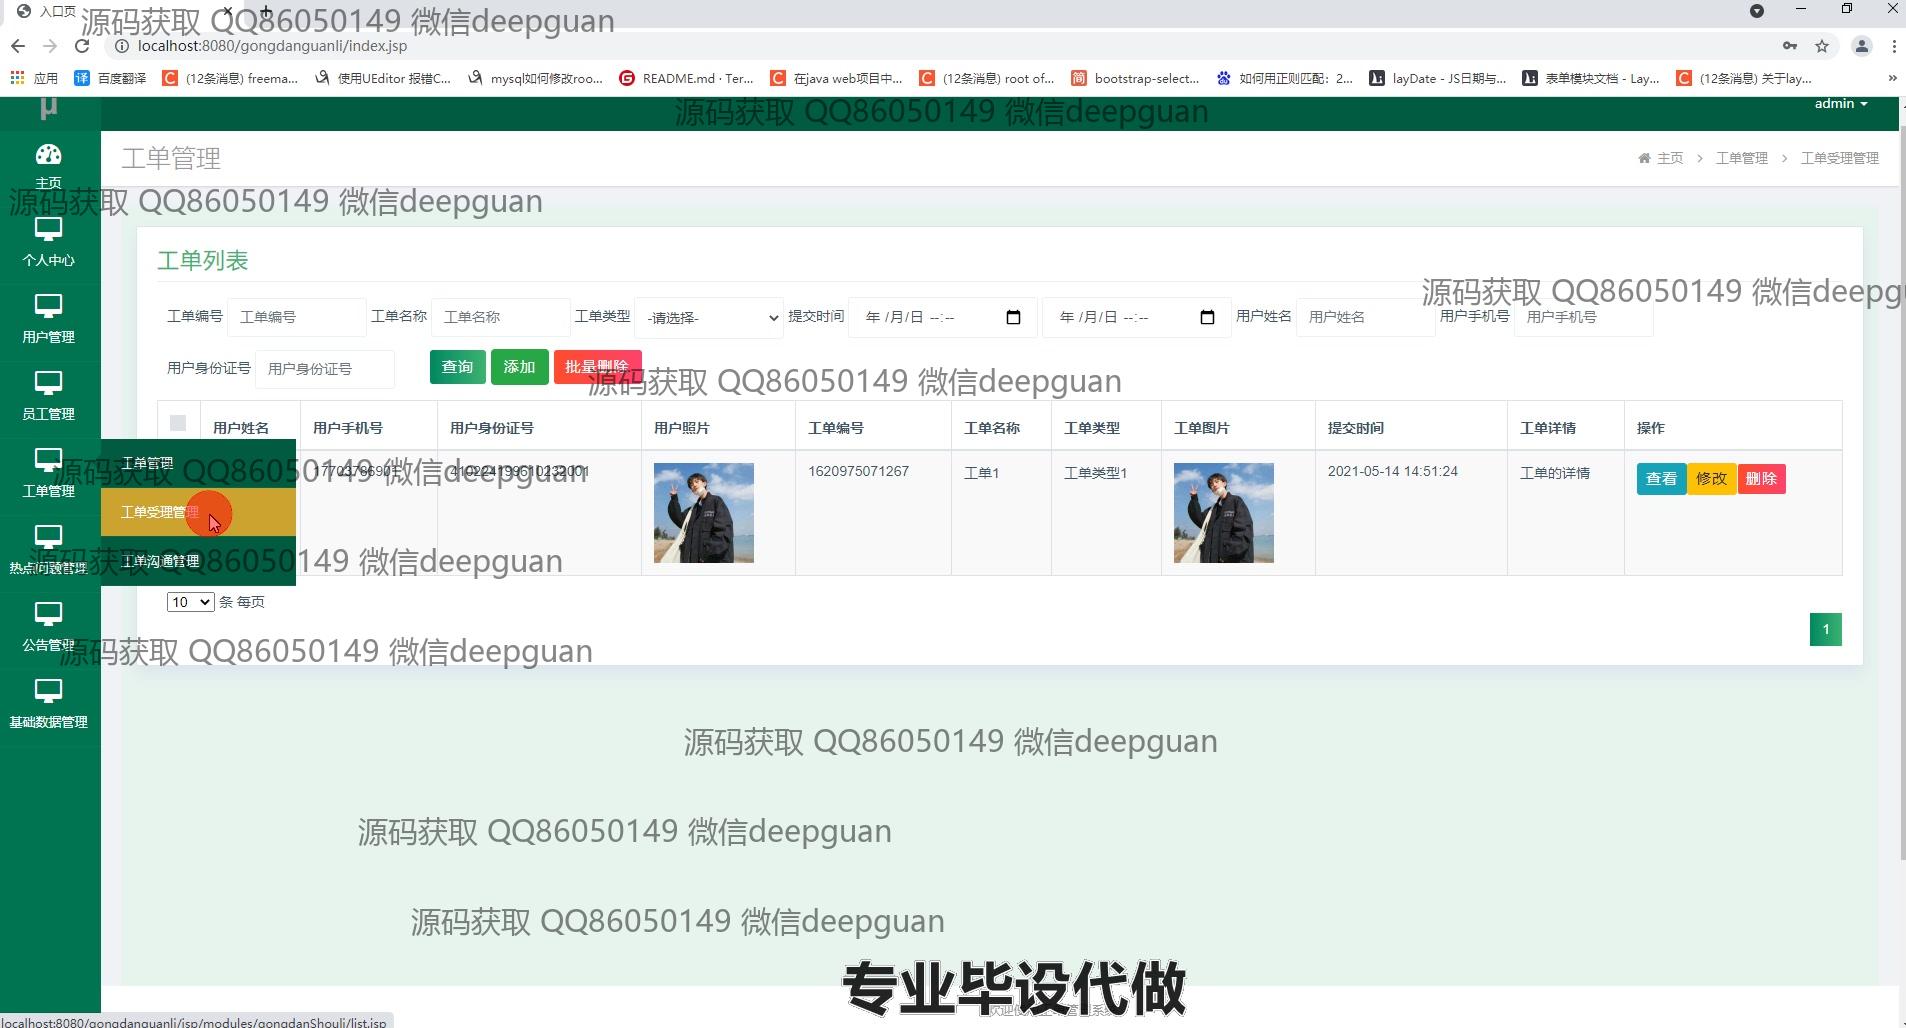 入口页
源码获取 QQ86050149 微信deepguan
localhost:8080/gongdanguanli/index.jsp
应用 百度翻译 (12条消息) freema... 使用UEditor 报错C... mysql如何修改roo... README.md · Ter... 在java web项目中... (12条消息) root of... bootstrap-select... 如何用正则匹配：2... layDate - JS日期与... 表单模块文档 - Lay... (12条消息) 关于lay...
μ
源码获取 QQ86050149 微信deepguan
admin
工单管理
主页 > 工单管理 > 工单受理管理
主页
源码获取 QQ86050149 微信deepguan
个人中心
用户管理
员工管理
工单管理
热点问题管理
公告管理
基础数据管理
工单列表
源码获取 QQ86050149 微信deepgu
工单编号 工单编号 工单名称 工单名称 工单类型 -请选择- 提交时间 年 /月/日 --:-- 年 /月/日 --:-- 用户姓名 用户姓名 用户手机号 用户手机号
用户身份证号 用户身份证号 查询 添加 批量删除
源码获取 QQ86050149 微信deepguan
用户姓名 用户手机号 用户身份证号 用户照片 工单编号 工单名称 工单类型 工单图片 提交时间 工单详情 操作
1620975071267 工单1 工单类型1 2021-05-14 14:51:24 工单的详情 查看 修改 删除
工单管理
源码获取 QQ86050149 微信deepguan
工单受理管理
工单沟通管理
源码获取 QQ86050149 微信deepguan
10 条 每页
1
源码获取 QQ86050149 微信deepguan
源码获取 QQ86050149 微信deepguan
源码获取 QQ86050149 微信deepguan
源码获取 QQ86050149 微信deepguan
专业毕设代做
localhost:8080/gongdanguanli/jsp/modules/gongdanShouli/list.jsp